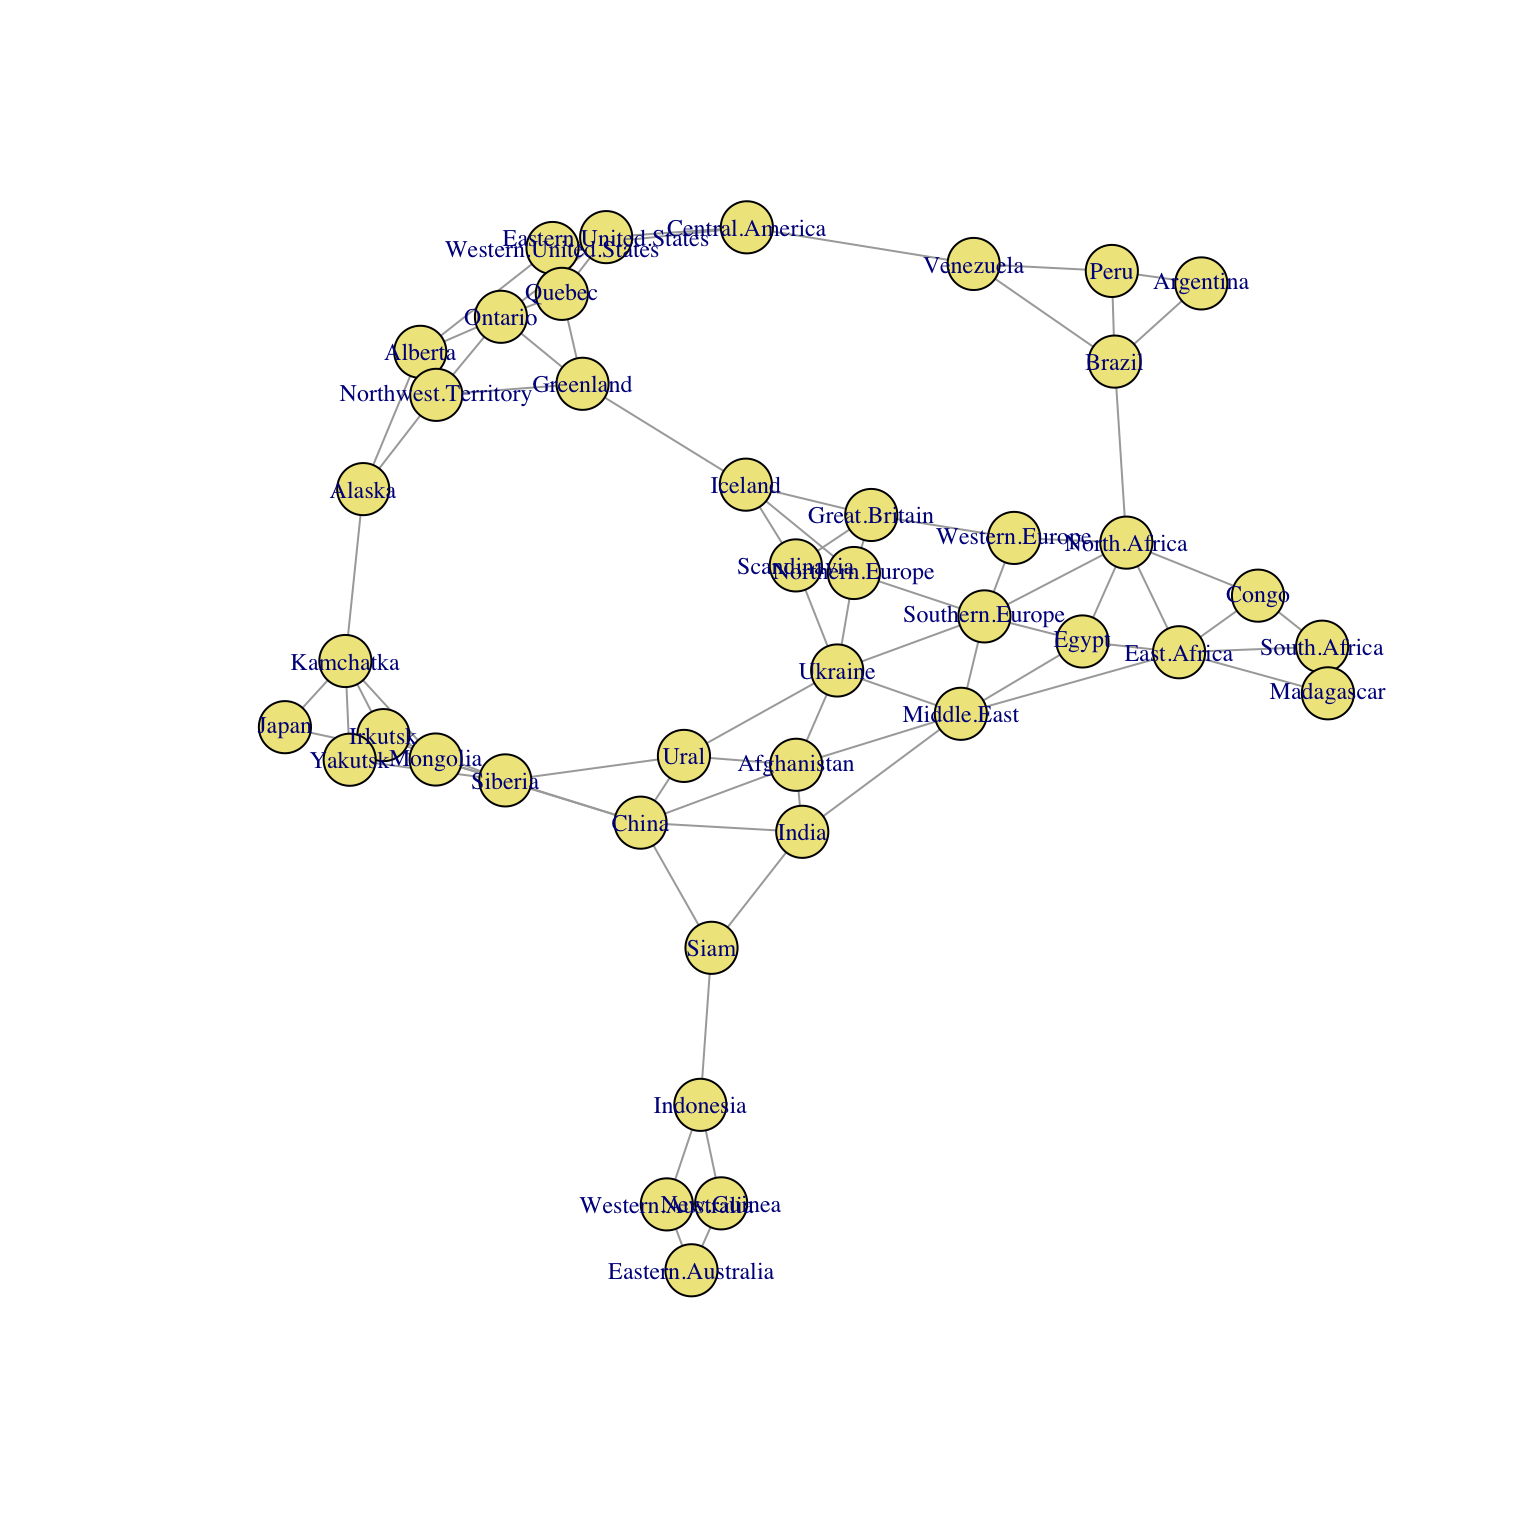 Central.America
Eastern.United.States
Western.United.States
Venezuela
Peru
Argentina
Quebec
Ontario
Alberta
Brazil
Greenland
Northwest.Territory
Alaska
Iceland
Great.Britain
Western.Europe
North.Africa
Scandinavia
Northern.Europe
Congo
Southern.Europe
Egypt
East.Africa
South.Africa
Kamchatka
Ukraine
Madagascar
Middle.East
Japan
Irkutsk
Yakutsk
Mongolia
Ural
Afghanistan
Siberia
China
India
Siam
Indonesia
Western.Australia
New.Guinea
Eastern.Australia